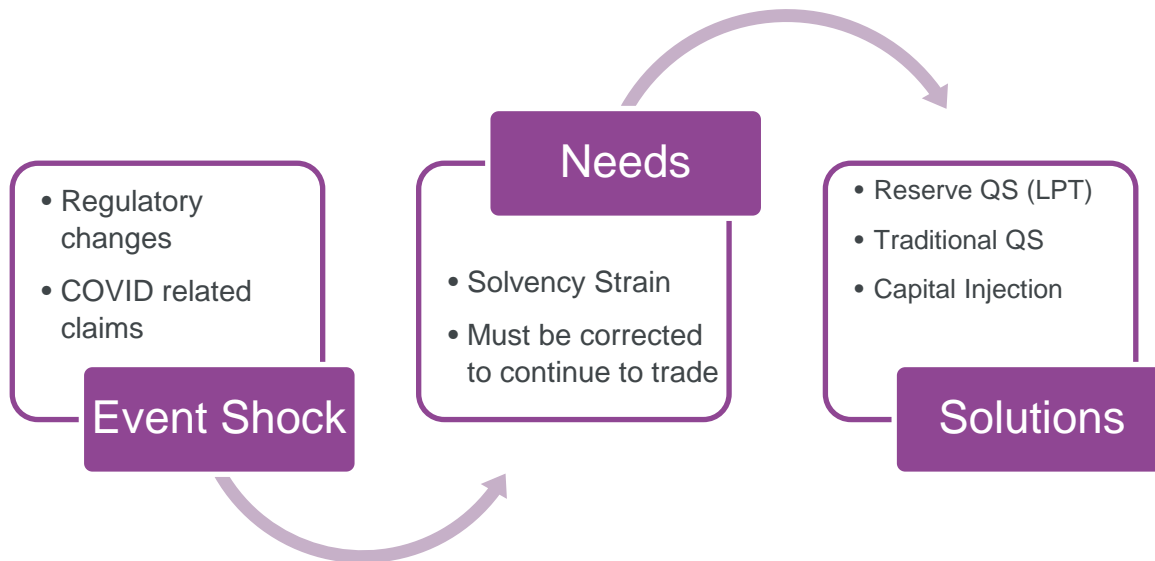 • Regulatory
changes
• COVID related
claims
Event Shock
Needs
• Solvency Strain
• Must be corrected
to continue to trade
• Reserve QS (LPT)
• Traditional QS
• Capital Injection
Solutions